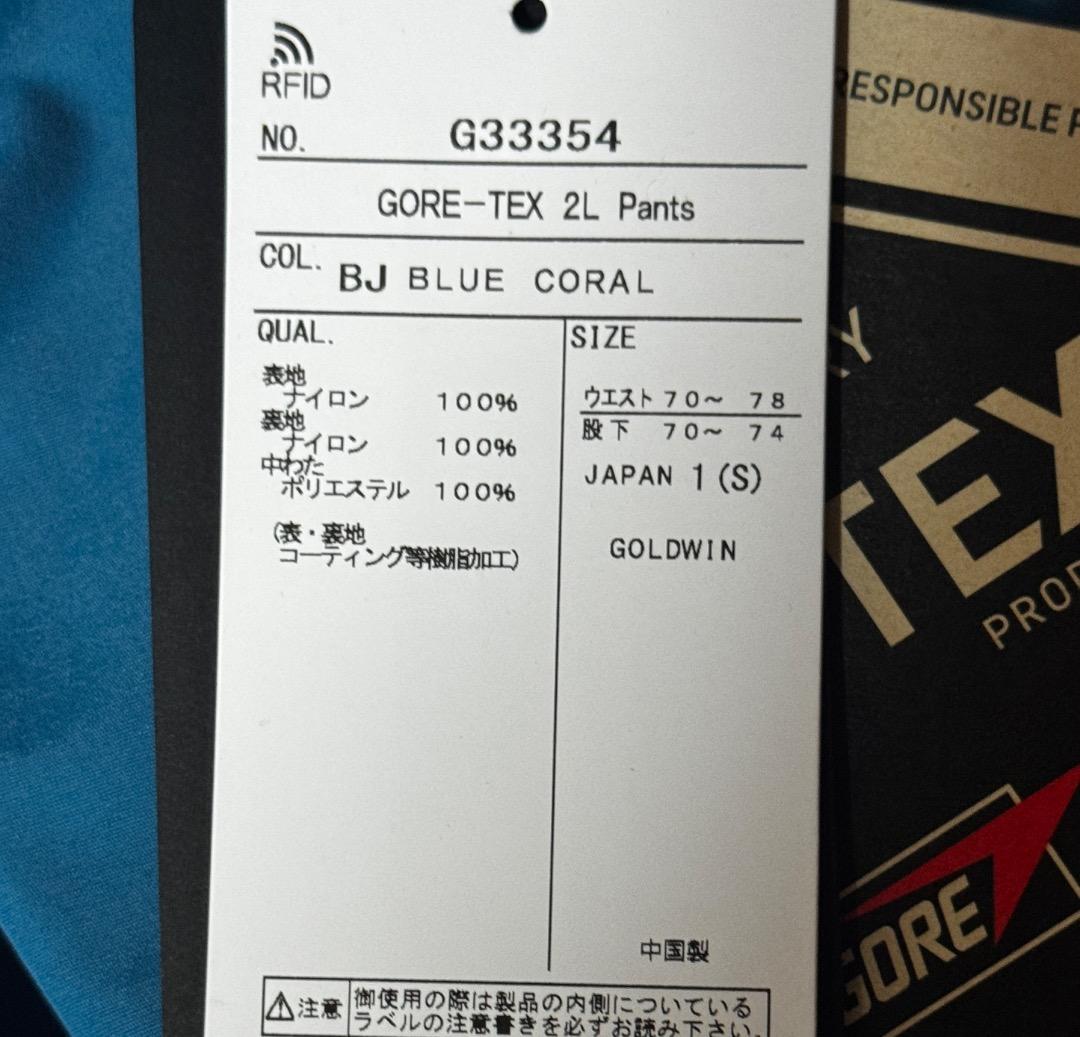 RFID
NO. G33354
GORE-TEX 2L Pants
COL. BJ BLUE CORAL
QUAL.
表地
ナイロン 100%
裏地
ナイロン 100%
中わた
ポリエステル 100%
(表・裏地
コーティング等樹脂加工)
SIZE
ウエスト 70～ 78
股下 70～ 74
JAPAN 1 (S)
GOLDWIN
中国製
⚠注意
御使用の際は製品の内側についている
ラベルの注意書きを必ずお読み下さい。
RESPONSIBLE
TEX
GORE